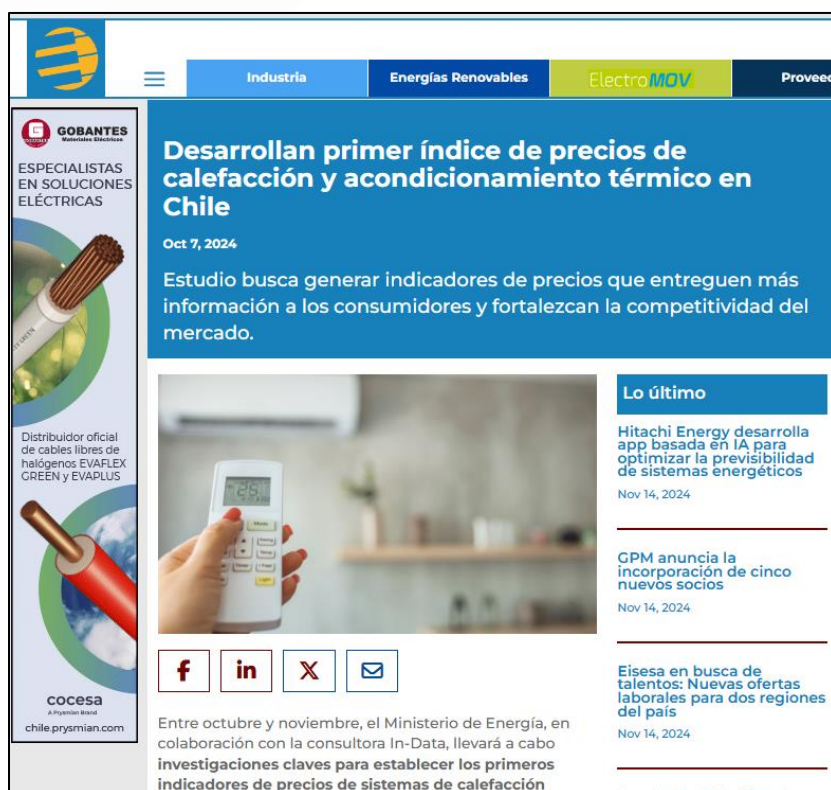 Industria
Energías Renovables
ElectroMOV
GOBANTES
Materiales Eléctricos
ESPECIALISTAS
EN SOLUCIONES
ELÉCTRICAS
Distribuidor oficial
de cables libres de
halógenos EVAFLEX
GREEN y EVAPLUS
cocesa
A Prysmian Brand
chile.prysmian.com
Desarrollan primer índice de precios de
calefacción y acondicionamiento térmico en
Chile
Oct 7, 2024
Estudio busca generar indicadores de precios que entreguen más
información a los consumidores y fortalezcan la competitividad del
mercado.
Mode
Temp
f
in
X
Entre octubre y noviembre, el Ministerio de Energía, en
colaboración con la consultora In-Data, llevará a cabo
investigaciones claves para establecer los primeros
indicadores de precios de sistemas de calefacción
Lo último
Hitachi Energy desarrolla
app basada en IA para
optimizar la previsibilidad
de sistemas energéticos
Nov 14, 2024
GPM anuncia la
incorporación de cinco
nuevos socios
Nov 14, 2024
Eisesa en busca de
talentos: Nuevas ofertas
laborales para dos regiones
del país
Nov 14, 2024